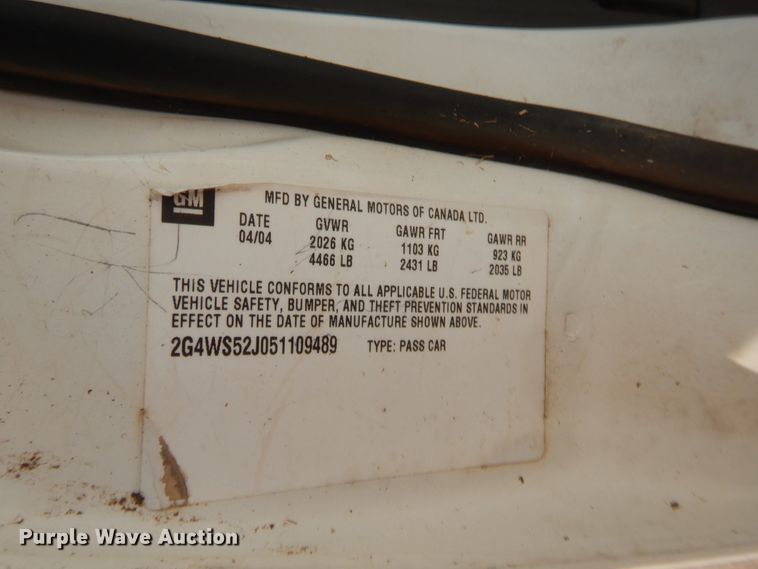 GM
MFD BY GENERAL MOTORS OF CANADA LTD.
DATE GVWR GAWR FRT GAWR RR
04/04 2026 KG 1103 KG 923 KG
4466 LB 2431 LB 2035 LB
THIS VEHICLE CONFORMS TO ALL APPLICABLE U.S. FEDERAL MOTOR
VEHICLE SAFETY, BUMPER, AND THEFT PREVENTION STANDARDS IN
EFFECT ON THE DATE OF MANUFACTURE SHOWN ABOVE.
2G4WS52J051109489 TYPE: PASS CAR
Purple Wave Auction